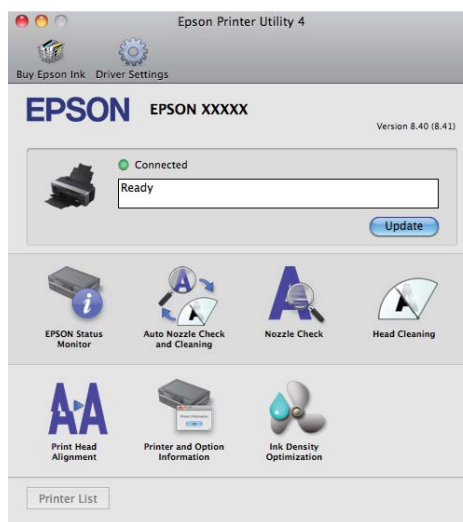 Epson Printer Utility 4
Buy Epson Ink Driver Settings
EPSON EPSON XXXXX
Version 8.40 (8.41)
Connected
Ready
Update
EPSON Status
Monitor
Auto Nozzle Check
and Cleaning
Nozzle Check
Head Cleaning
Print Head
Alignment
Printer and Option
Information
Ink Density
Optimization
Printer List